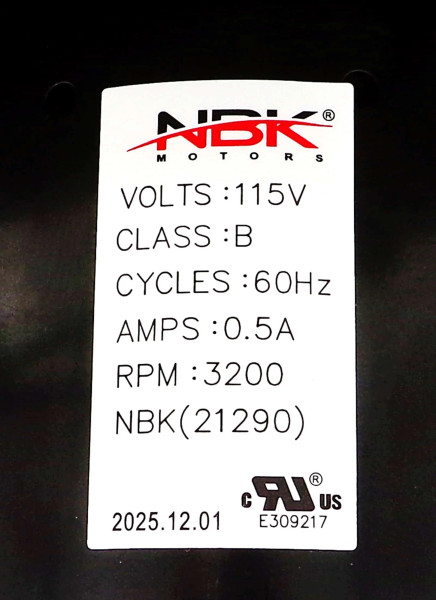 NBK®
MOTORS
VOLTS :115V
CLASS :B
CYCLES :60Hz
AMPS :0.5A
RPM :3200
NBK(21290)
c RU® US
2025.12.01 E309217